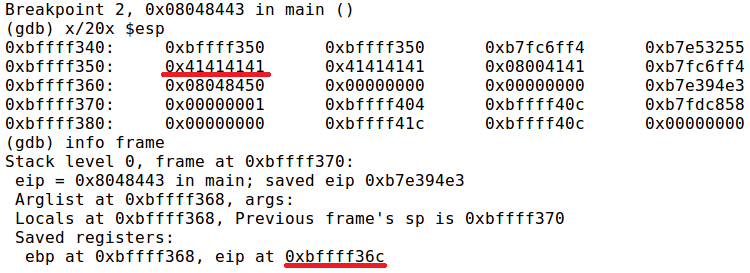 Breakpoint 2, 0x08048443 in main ()
(gdb) x/20x $esp
0xbffff340: 0xbffff350 0xbffff350 0xb7fc6ff4 0xb7e53255
0xbffff350: 0x41414141 0x41414141 0x08004141 0xb7fc6ff4
0xbffff360: 0x08048450 0x00000000 0x00000000 0xb7e394e3
0xbffff370: 0x00000001 0xbffff404 0xbffff40c 0xb7fdc858
0xbffff380: 0x00000000 0xbffff41c 0xbffff40c 0x00000000
(gdb) info frame
Stack level 0, frame at 0xbffff370:
 eip = 0x8048443 in main; saved eip 0xb7e394e3
 Arglist at 0xbffff368, args:
 Locals at 0xbffff368, Previous frame's sp is 0xbffff370
 Saved registers:
  ebp at 0xbffff368, eip at 0xbffff36c